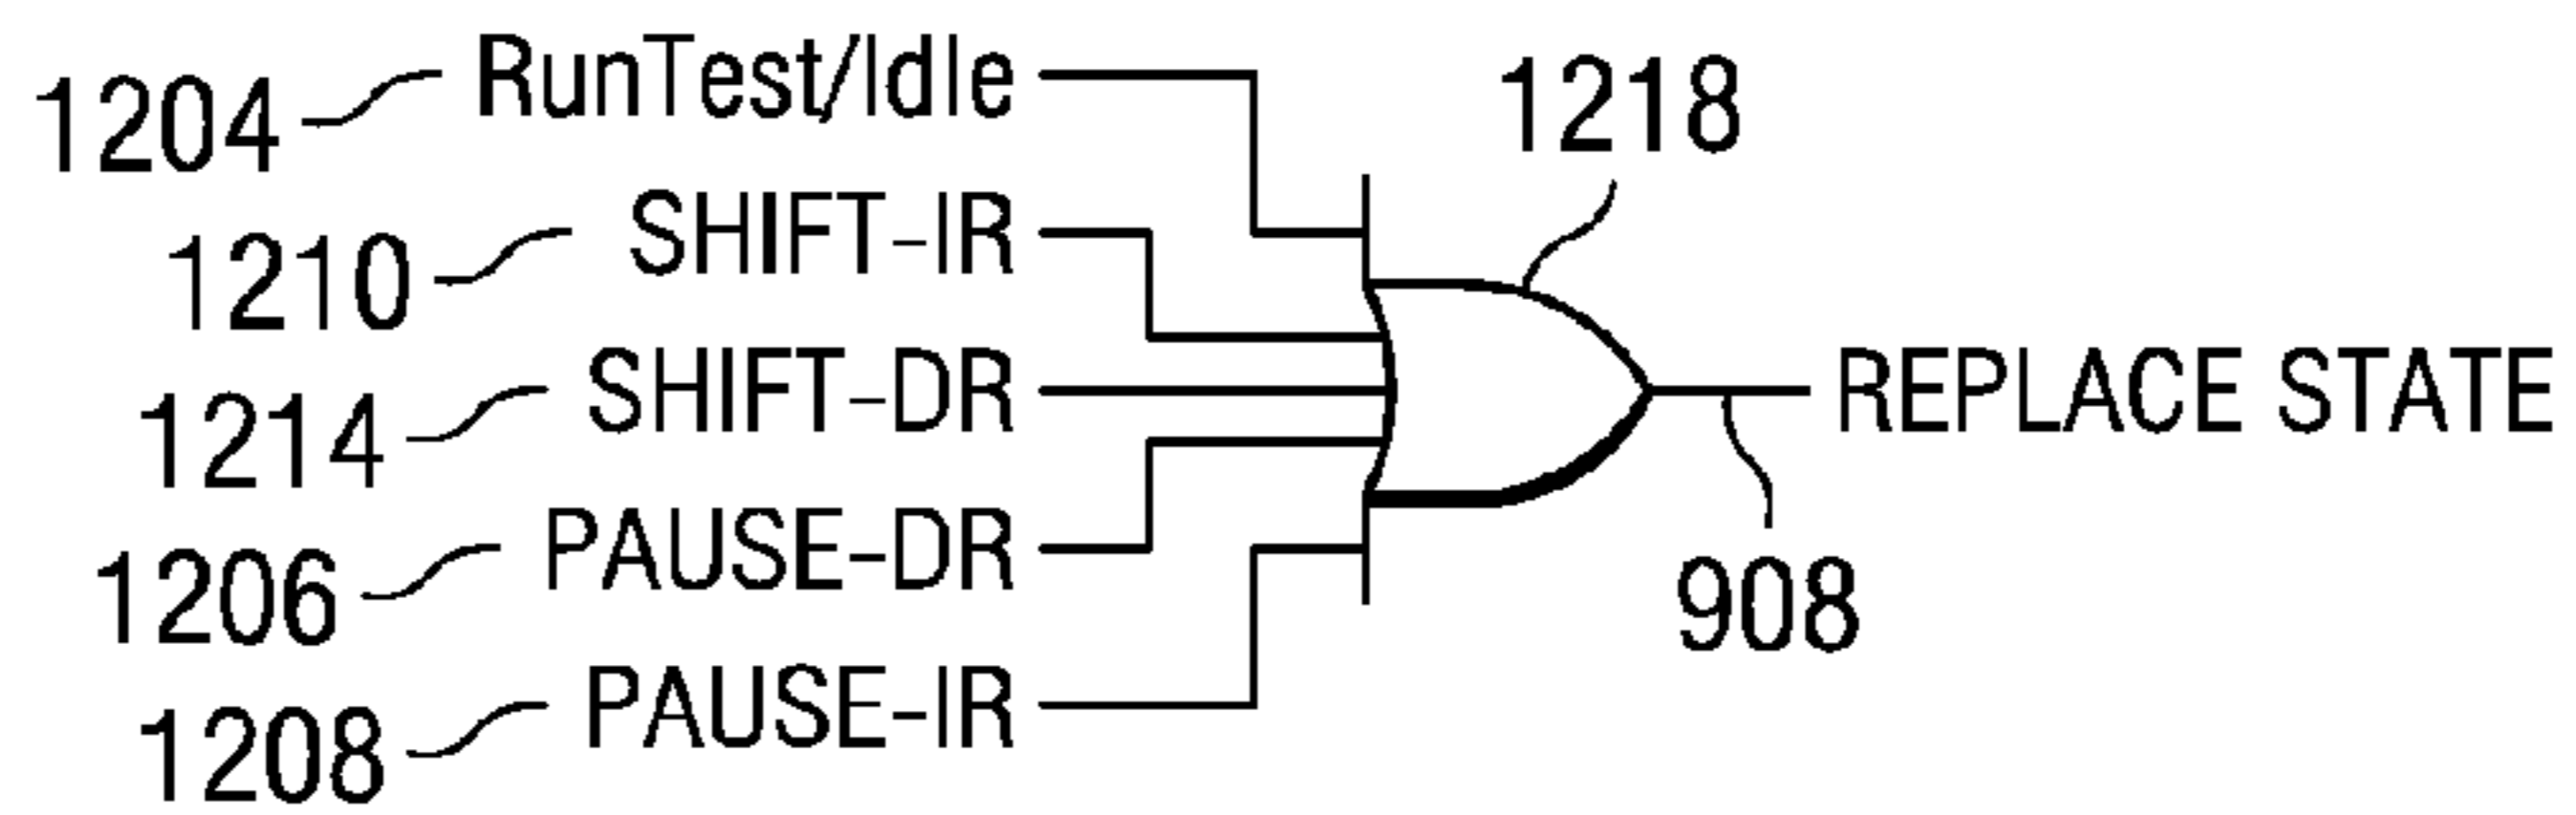 1204 RunTest/Idle
1218
1210 SHIFT-IR
1214 SHIFT-DR
REPLACE STATE
1206 PAUSE-DR
908
1208 PAUSE-IR